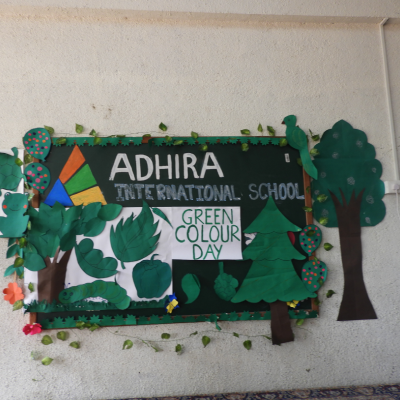 ADHIRA
INTERNATIONAL SCHOOL
GREEN
COLOUR
DAY